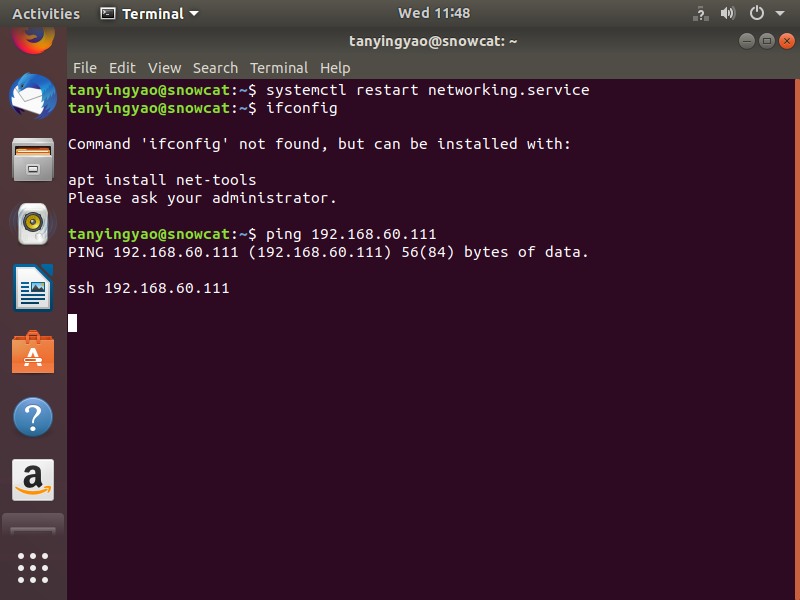 Activities Terminal Wed 11:48
tanyingyao@snowcat: ~
File Edit View Search Terminal Help
tanyingyao@snowcat:~$ systemctl restart networking.service
tanyingyao@snowcat:~$ ifconfig
Command 'ifconfig' not found, but can be installed with:
apt install net-tools
Please ask your administrator.
tanyingyao@snowcat:~$ ping 192.168.60.111
PING 192.168.60.111 (192.168.60.111) 56(84) bytes of data.
ssh 192.168.60.111